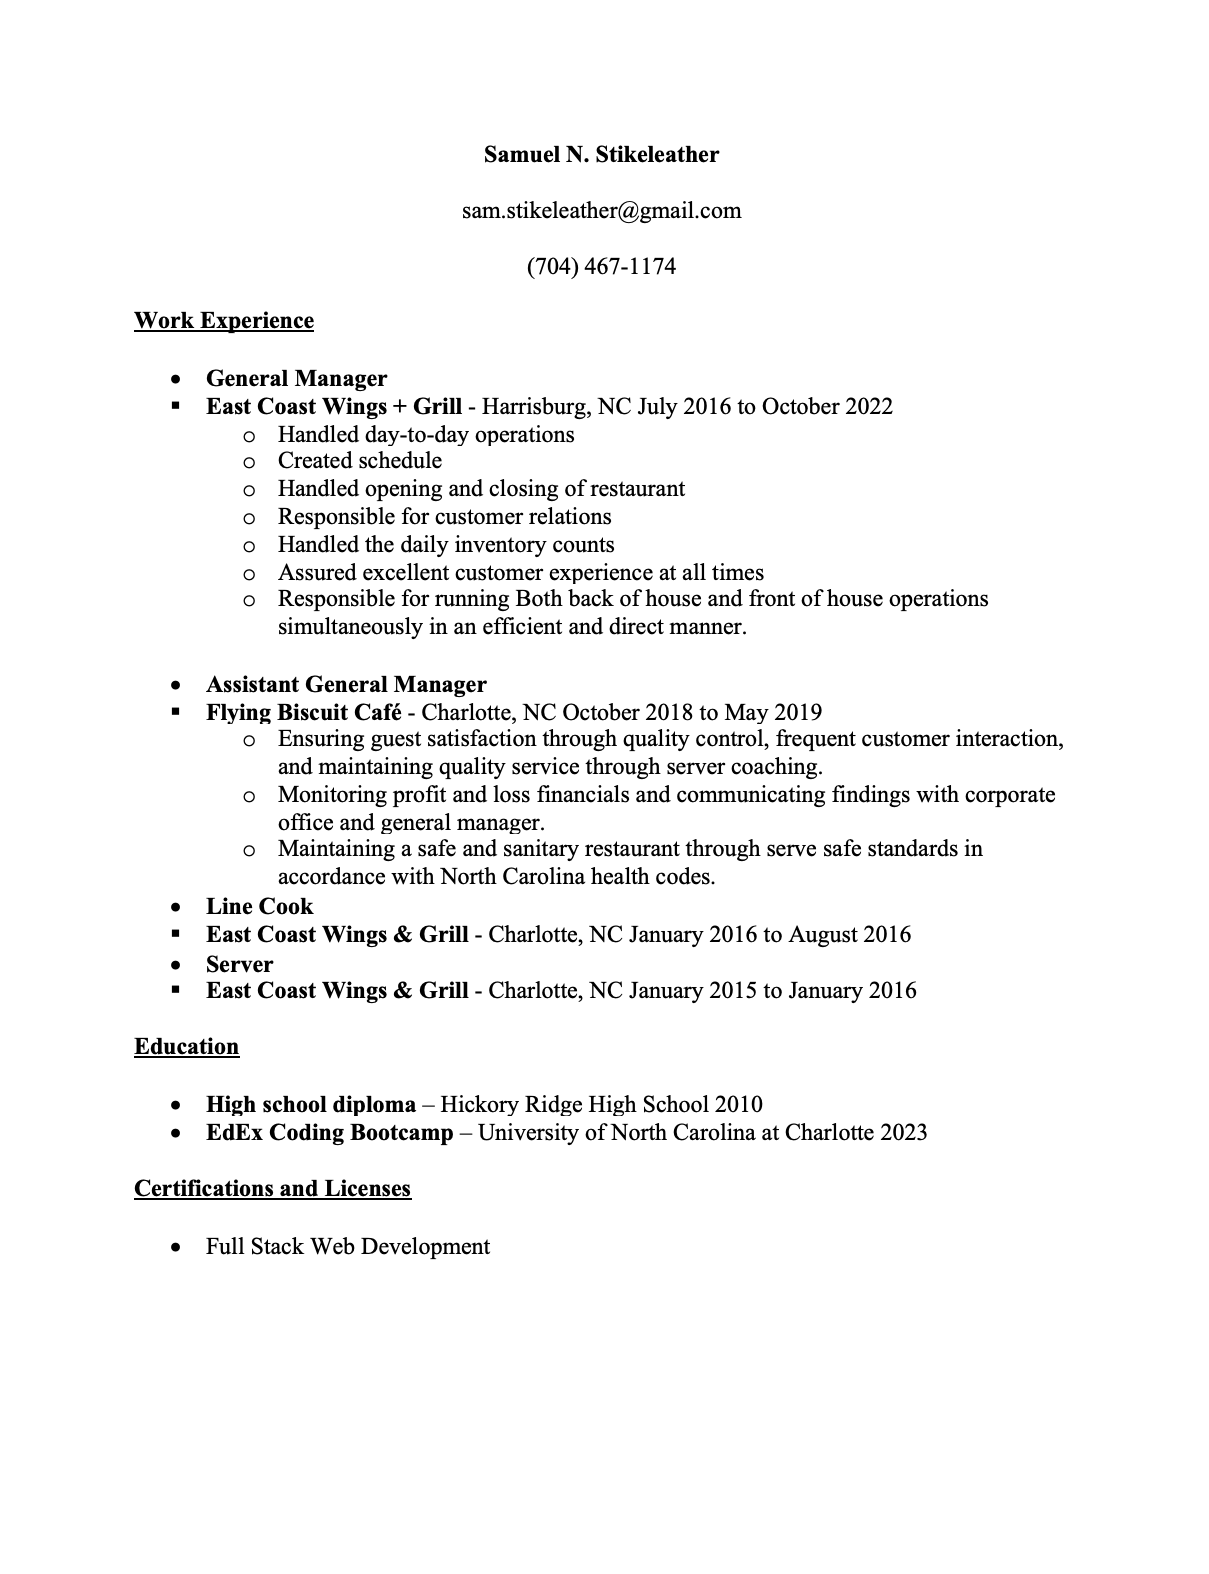 Samuel N. Stikeleather
sam.stikeleather@gmail.com
(704) 467-1174
Work Experience
• General Manager
▪ East Coast Wings + Grill - Harrisburg, NC July 2016 to October 2022
o Handled day-to-day operations
o Created schedule
o Handled opening and closing of restaurant
o Responsible for customer relations
o Handled the daily inventory counts
o Assured excellent customer experience at all times
o Responsible for running Both back of house and front of house operations
simultaneously in an efficient and direct manner.
• Assistant General Manager
▪ Flying Biscuit Café - Charlotte, NC October 2018 to May 2019
o Ensuring guest satisfaction through quality control, frequent customer interaction,
and maintaining quality service through server coaching.
o Monitoring profit and loss financials and communicating findings with corporate
office and general manager.
o Maintaining a safe and sanitary restaurant through serve safe standards in
accordance with North Carolina health codes.
• Line Cook
▪ East Coast Wings & Grill - Charlotte, NC January 2016 to August 2016
• Server
▪ East Coast Wings & Grill - Charlotte, NC January 2015 to January 2016
Education
• High school diploma – Hickory Ridge High School 2010
• EdEx Coding Bootcamp – University of North Carolina at Charlotte 2023
Certifications and Licenses
• Full Stack Web Development